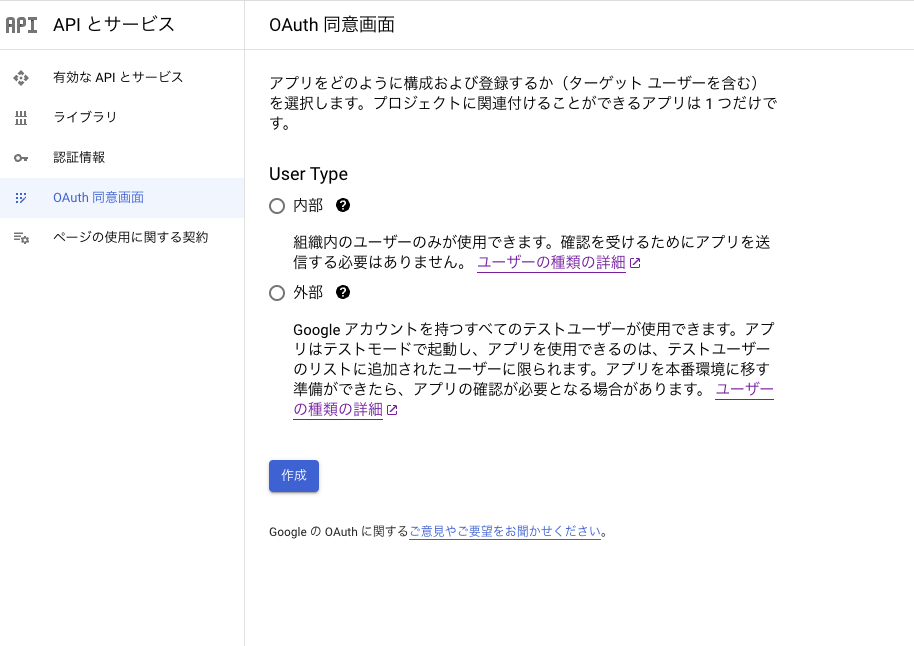 API API とサービス
OAuth 同意画面
有効な API とサービス
ライブラリ
認証情報
OAuth 同意画面
ページの使用に関する契約
アプリをどのように構成および登録するか（ターゲット ユーザーを含む）
を選択します。プロジェクトに関連付けることができるアプリは 1 つだけで
す。
User Type
内部
組織内のユーザーのみが使用できます。確認を受けるためにアプリを送
信する必要はありません。 ユーザーの種類の詳細
外部
Google アカウントを持つすべてのテストユーザーが使用できます。アプ
リはテストモードで起動し、アプリを使用できるのは、テストユーザー
のリストに追加されたユーザーに限られます。アプリを本番環境に移す
準備ができたら、アプリの確認が必要となる場合があります。 ユーザー
の種類の詳細
作成
Google の OAuth に関するご意見やご要望をお聞かせください。